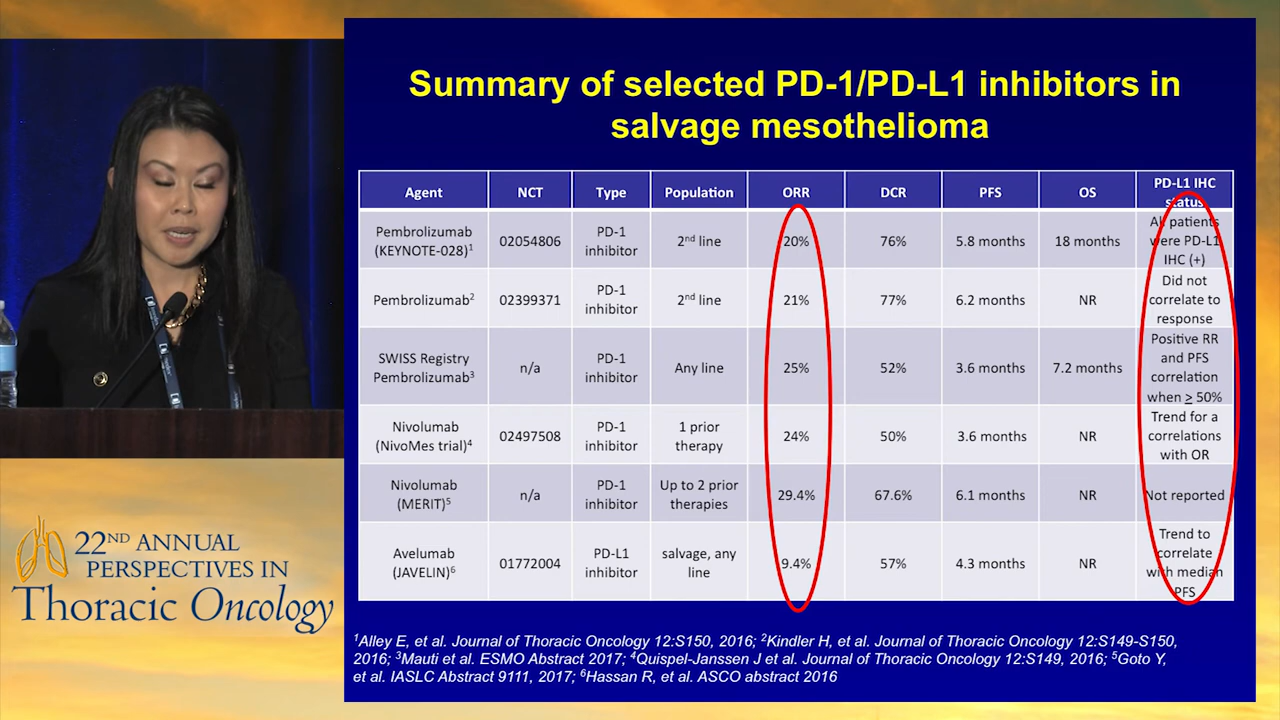 Summary of selected PD-1/PD-L1 inhibitors in
salvage mesothelioma
Agent NCT Type Population ORR DCR PFS OS PD-L1 IHC status
Pembrolizumab (KEYNOTE-028)1 02054806 PD-1 inhibitor 2nd line 20% 76% 5.8 months 18 months All patients were PD-L1 IHC (+)
Pembrolizumab2 02399371 PD-1 inhibitor 2nd line 21% 77% 6.2 months NR Did not correlate to response
SWISS Registry Pembrolizumab3 n/a PD-1 inhibitor Any line 25% 52% 3.6 months 7.2 months Positive RR and PFS correlation when ≥ 50%
Nivolumab (NivoMes trial)4 02497508 PD-1 inhibitor 1 prior therapy 24% 50% 3.6 months NR Trend for a correlations with OR
Nivolumab (MERIT)5 n/a PD-1 inhibitor Up to 2 prior therapies 29.4% 67.6% 6.1 months NR Not reported
Avelumab (JAVELIN)6 01772004 PD-L1 inhibitor salvage, any line 9.4% 57% 4.3 months NR Trend to correlate with median PFS
1Alley E, et al. Journal of Thoracic Oncology 12:S150, 2016; 2Kindler H, et al. Journal of Thoracic Oncology 12:S149-S150,
2016; 3Mauti et al. ESMO Abstract 2017; 4Quispel-Janssen J et al. Journal of Thoracic Oncology 12:S149, 2016; 5Goto Y,
et al. IASLC Abstract 9111, 2017; 6Hassan R, et al. ASCO abstract 2016
22ND ANNUAL
PERSPECTIVES IN
Thoracic Oncology